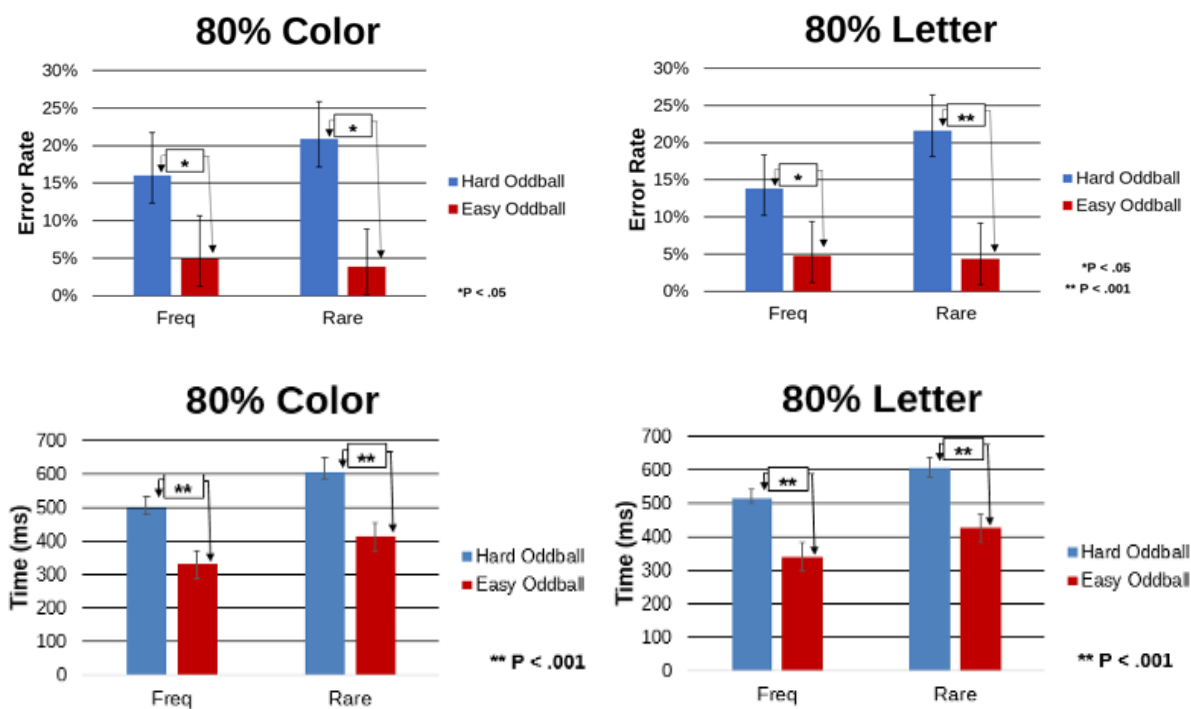 80% Color
30%
25%
20%
15%
10%
5%
0%
Error Rate
*
*
Hard Oddball
Easy Oddball
*P < .05
Freq
Rare
80% Letter
30%
25%
20%
15%
10%
5%
0%
Error Rate
*
**
Hard Oddball
Easy Oddball
*P < .05
** P < .001
Freq
Rare
80% Color
700
600
500
400
300
200
100
0
Time (ms)
**
**
Hard Oddball
Easy Oddball
** P < .001
Freq
Rare
80% Letter
700
600
500
400
300
200
100
0
Time (ms)
**
**
Hard Oddball
Easy Oddball
** P < .001
Freq
Rare